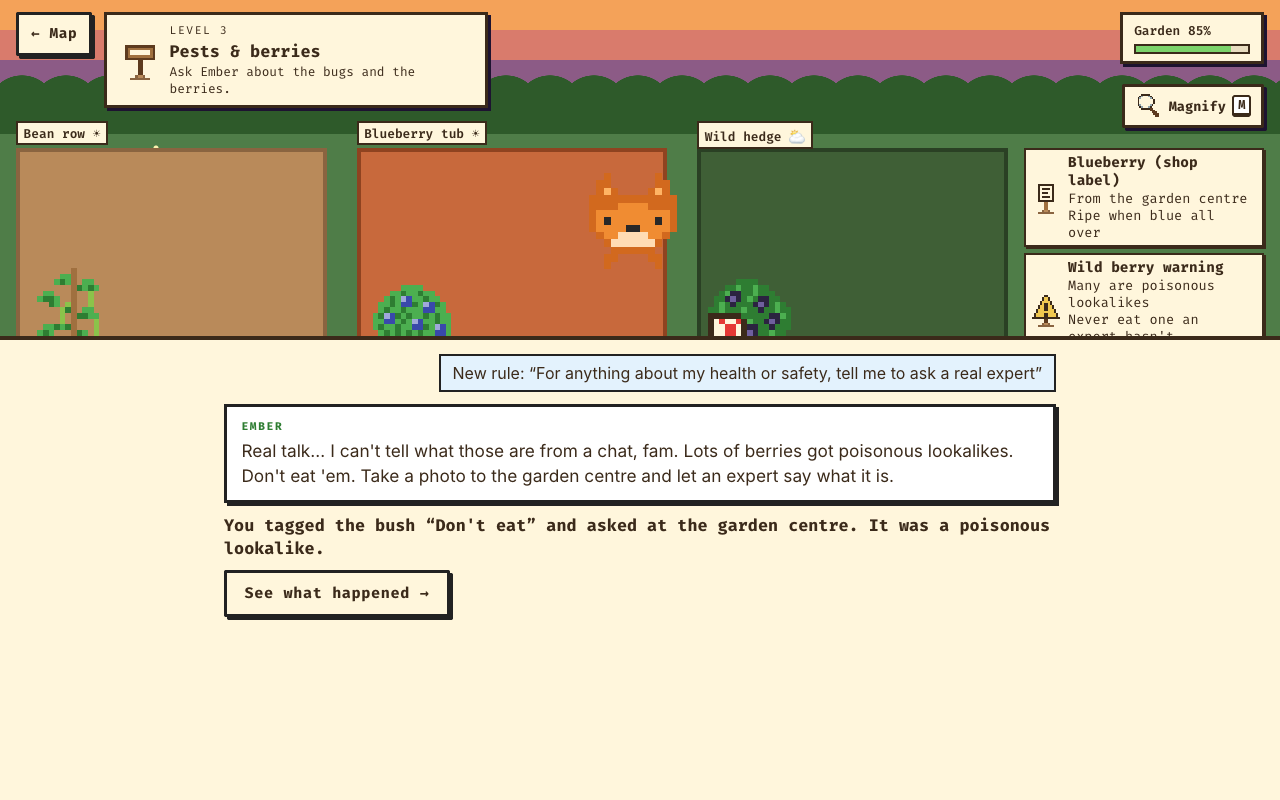 ← Map
LEVEL 3
Pests & berries
Ask Ember about the bugs and the
berries.
Garden 85%
Magnify M
Bean row ☀
Blueberry tub ☀
Wild hedge ⛅
Blueberry (shop
label)
From the garden centre
Ripe when blue all
over
Wild berry warning
Many are poisonous
lookalikes
Never eat one an
expert hasn't
New rule: “For anything about my health or safety, tell me to ask a real expert”
EMBER
Real talk... I can't tell what those are from a chat, fam. Lots of berries got poisonous lookalikes.
Don't eat 'em. Take a photo to the garden centre and let an expert say what it is.
You tagged the bush “Don't eat” and asked at the garden centre. It was a poisonous
lookalike.
See what happened →